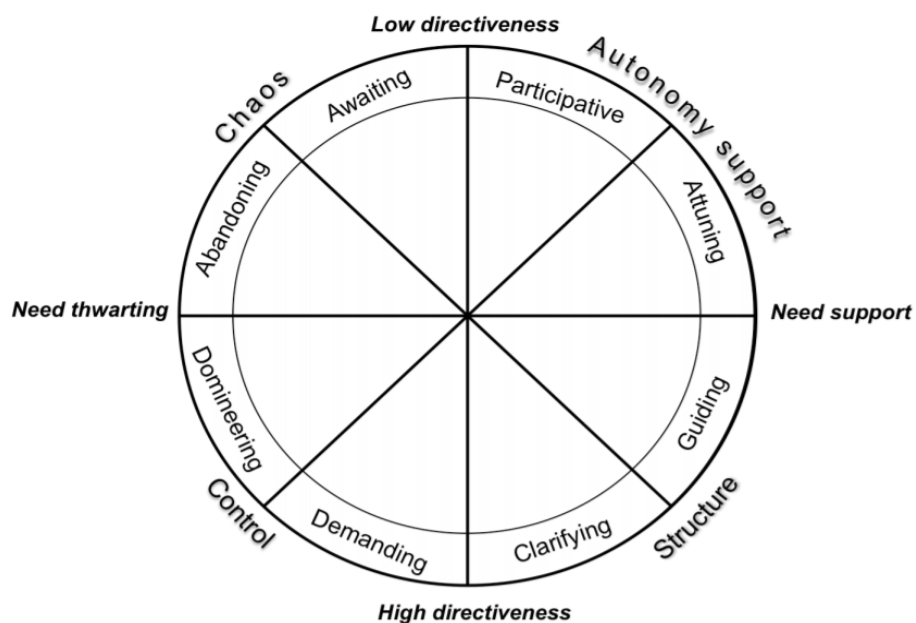 Low directiveness
Chaos
Autonomy support
Awaiting
Participative
Abandoning
Attuning
Need thwarting
Need support
Domineering
Guiding
Control
Structure
Demanding
Clarifying
High directiveness